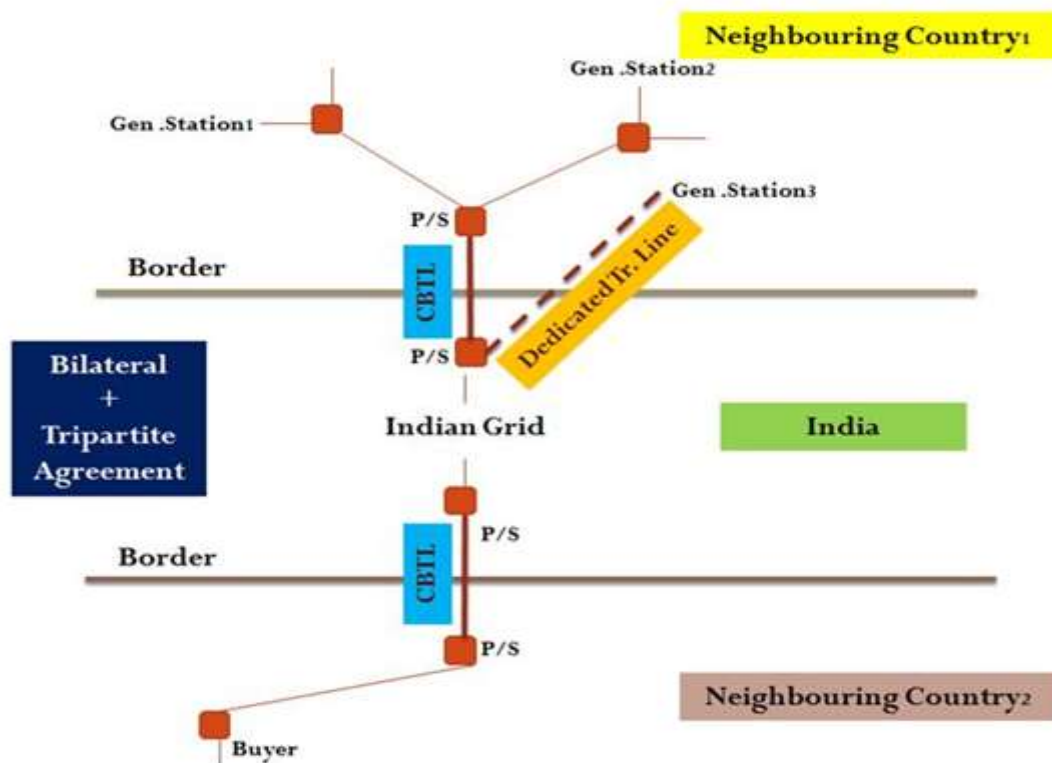 Neighbouring Country1
Gen .Station2
Gen .Station1
Gen .Station3
P/S
Dedicated Tr. Line
Border
CBTL
P/S
Bilateral
+
Tripartite
Agreement
Indian Grid
India
P/S
Border
CBTL
P/S
Neighbouring Country2
Buyer